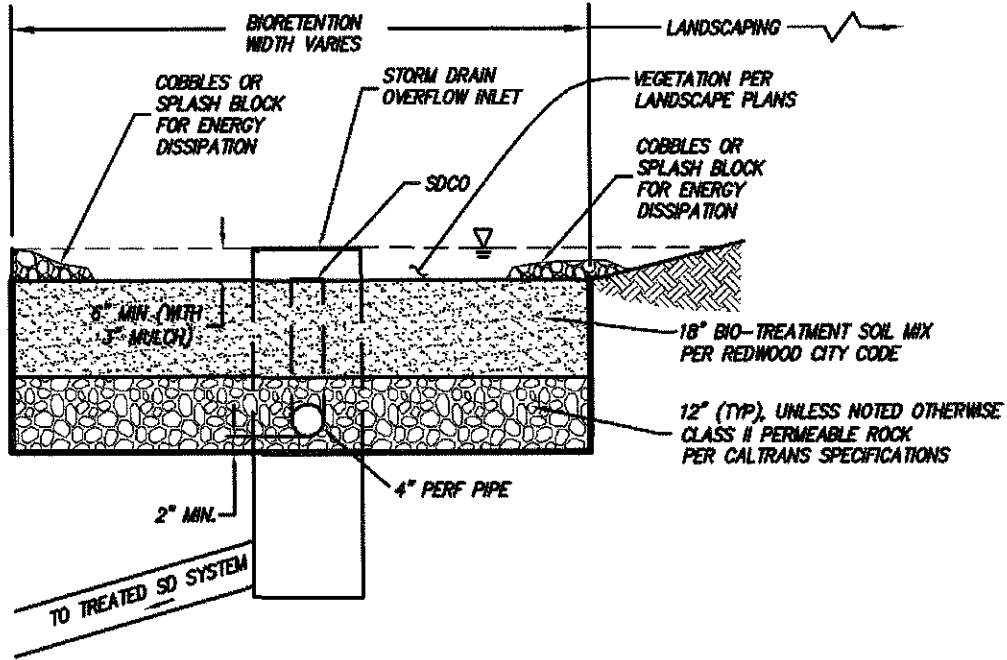 BIORETENTION
WIDTH VARIES
LANDSCAPING
COBBLES OR
SPLASH BLOCK
FOR ENERGY
DISSIPATION
STORM DRAIN
OVERFLOW INLET
VEGETATION PER
LANDSCAPE PLANS
COBBLES OR
SPLASH BLOCK
FOR ENERGY
DISSIPATION
SDCO
6" MIN. (WITH
3" MULCH)
18" BIO-TREATMENT SOIL MIX
PER REDWOOD CITY CODE
12" (TYP), UNLESS NOTED OTHERWISE
CLASS II PERMEABLE ROCK
PER CALTRANS SPECIFICATIONS
4" PERF PIPE
2" MIN.
TO TREATED SD SYSTEM